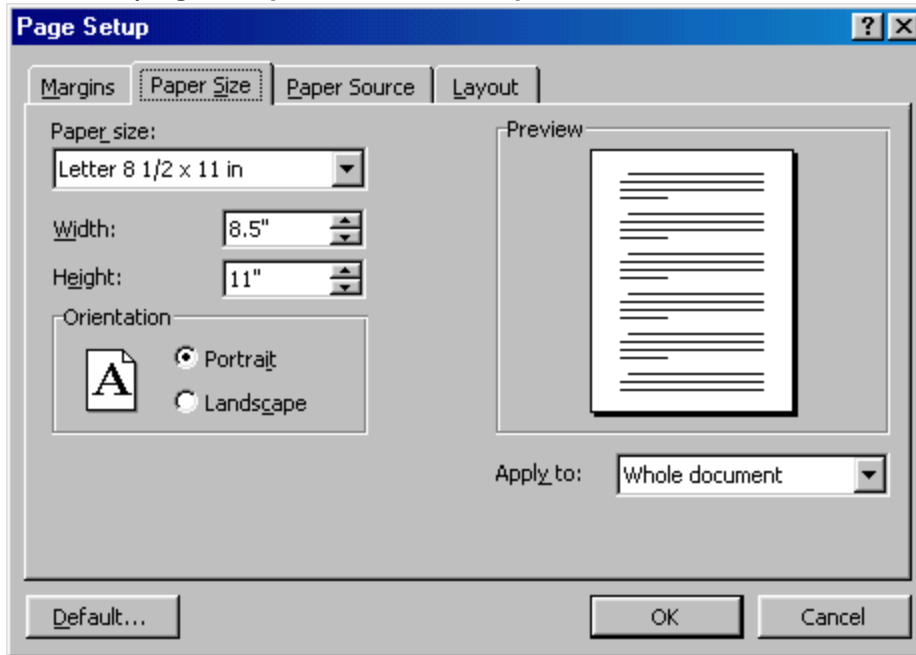 Page Setup
Margins Paper Size Paper Source Layout
Paper size:
Letter 8 1/2 x 11 in
Width: 8.5"
Height: 11"
Orientation
A
Portrait
Landscape
Preview
Apply to: Whole document
Default... OK Cancel